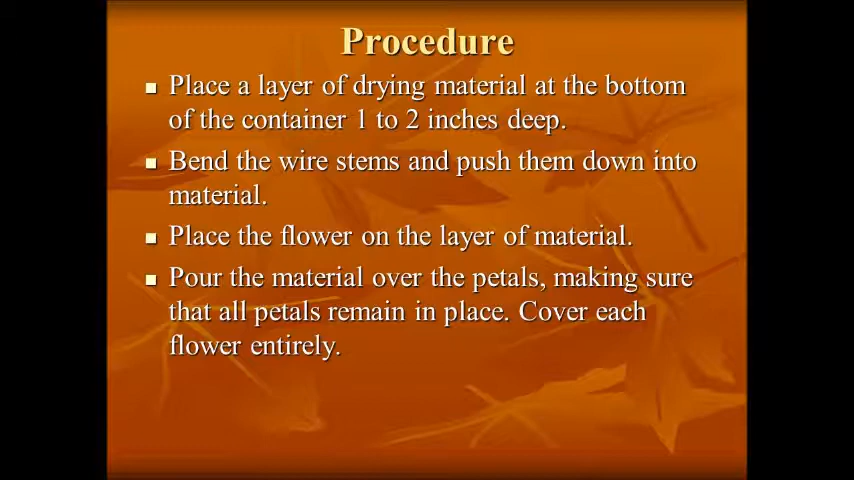 Procedure
Place a layer of drying material at the bottom
of the container 1 to 2 inches deep.
Bend the wire stems and push them down into
material.
Place the flower on the layer of material.
Pour the material over the petals, making sure
that all petals remain in place. Cover each
flower entirely.